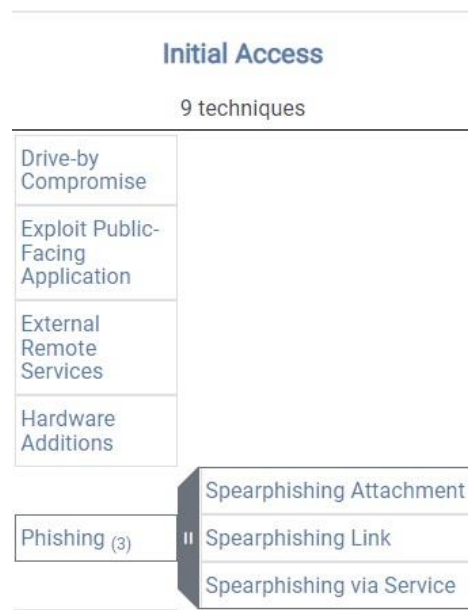 Initial Access
9 techniques
Drive-by
Compromise
Exploit Public-
Facing
Application
External
Remote
Services
Hardware
Additions
Phishing (3)
Spearphishing Attachment
Spearphishing Link
Spearphishing via Service